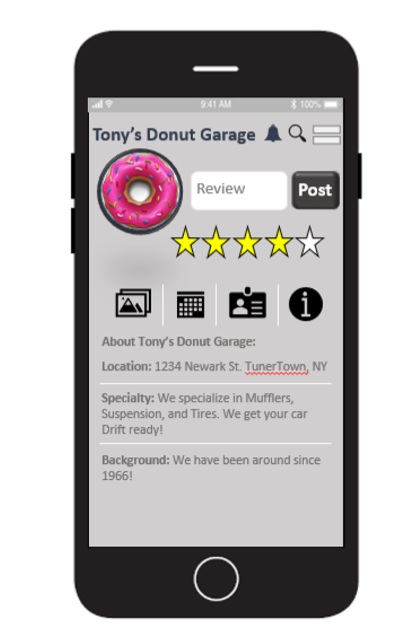 9:41 AM 100%
Tony's Donut Garage
Review Post
About Tony's Donut Garage:
Location: 1234 Newark St. TunerTown, NY
Specialty: We specialize in Mufflers,
Suspension, and Tires. We get your car
Drift ready!
Background: We have been around since
1966!